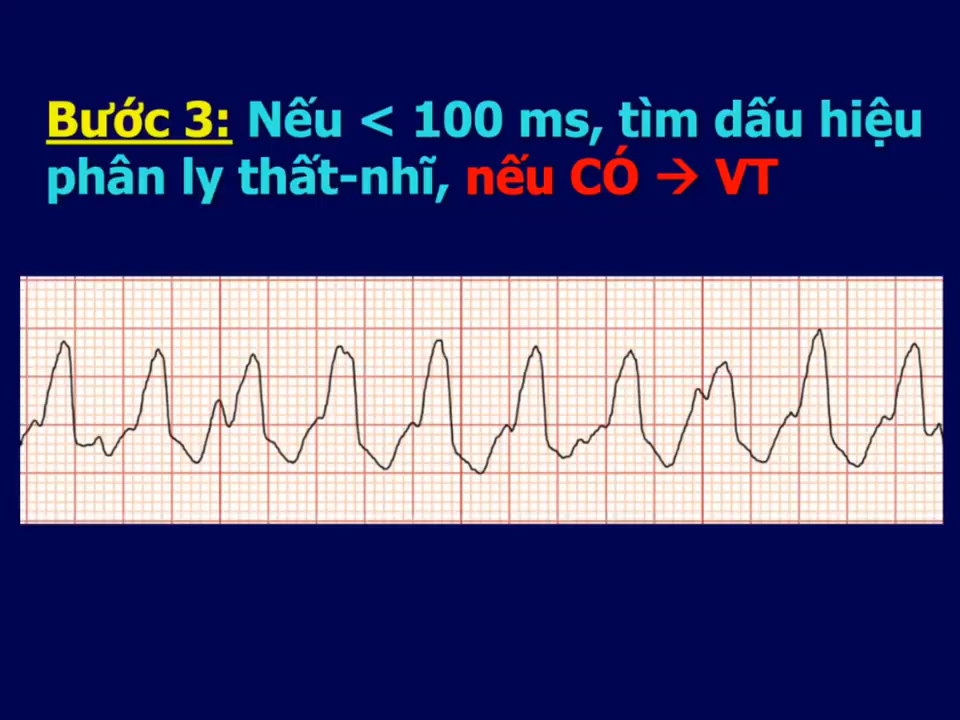 Bước 3: Nếu < 100 ms, tìm dấu hiệu
phân ly thất-nhĩ, nếu CÓ → VT